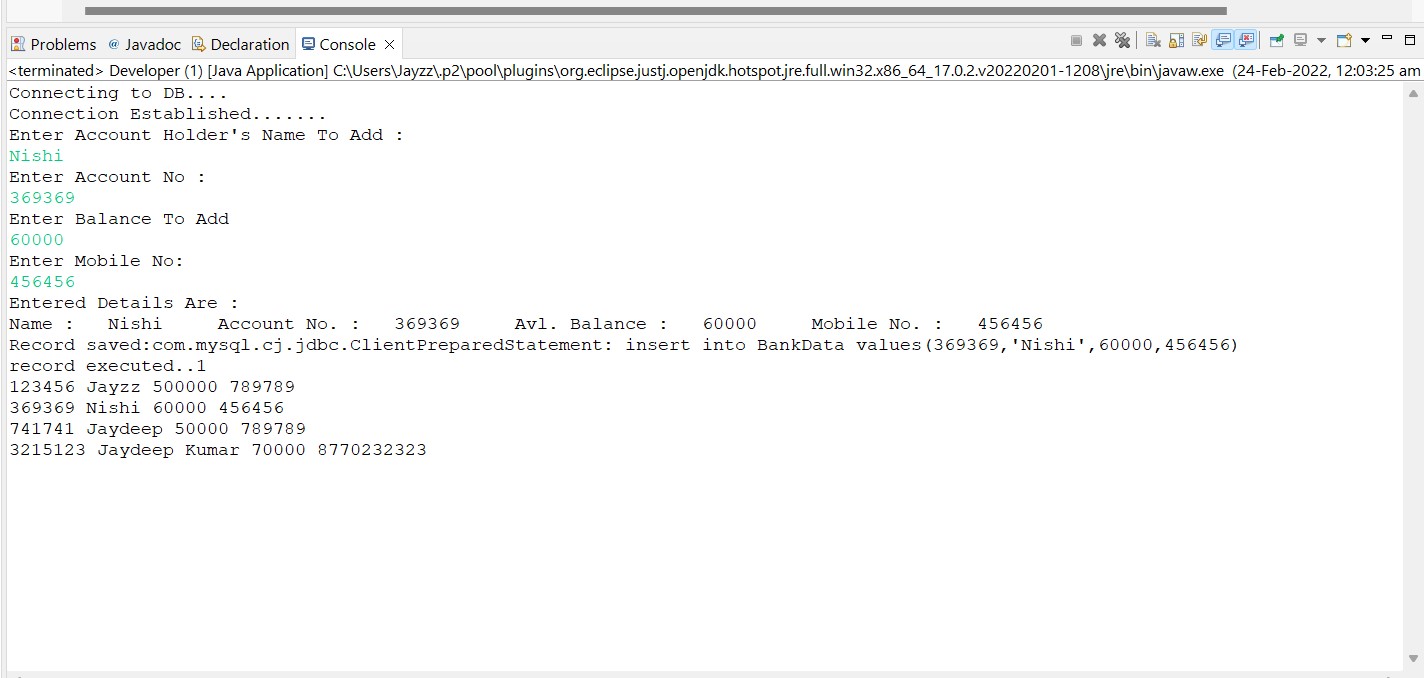 Problems @ Javadoc Declaration Console
<terminated> Developer (1) [Java Application] C:\Users\Jayzz\.p2\pool\plugins\org.eclipse.justj.openjdk.hotspot.jre.full.win32.x86_64_17.0.2.v20220201-1208\jre\bin\javaw.exe (24-Feb-2022, 12:03:25 am
Connecting to DB....
Connection Established.......
Enter Account Holder's Name To Add :
Nishi
Enter Account No :
369369
Enter Balance To Add
60000
Enter Mobile No:
456456
Entered Details Are :
Name : Nishi Account No. : 369369 Avl. Balance : 60000 Mobile No. : 456456
Record saved:com.mysql.cj.jdbc.ClientPreparedStatement: insert into BankData values(369369,'Nishi',60000,456456)
record executed..1
123456 Jayzz 500000 789789
369369 Nishi 60000 456456
741741 Jaydeep 50000 789789
3215123 Jaydeep Kumar 70000 8770232323